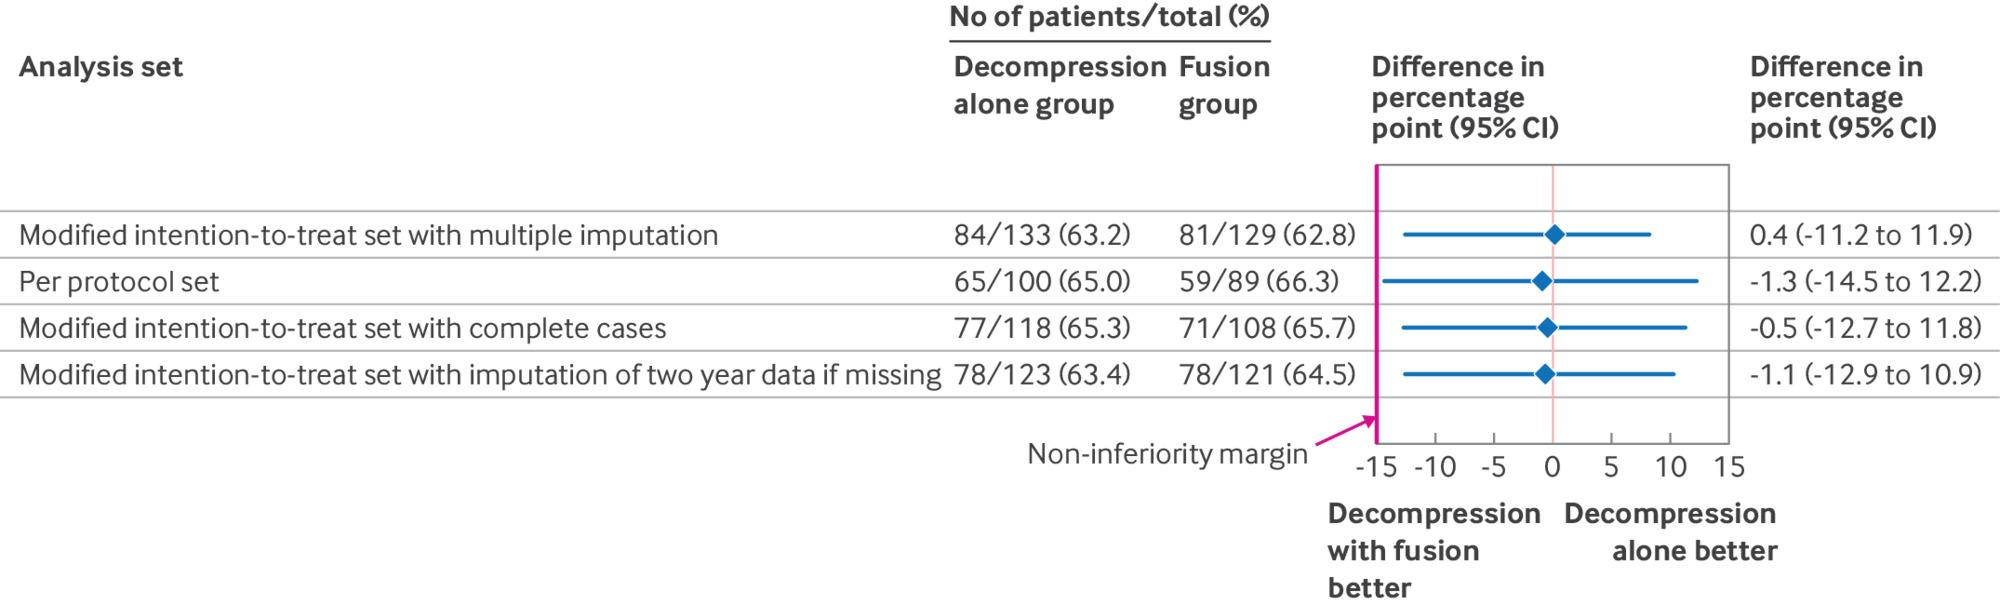 No of patients/total (%)
Analysis set
Decompression alone group
Fusion group
Difference in percentage point (95% CI)
Difference in percentage point (95% CI)
Modified intention-to-treat set with multiple imputation 84/133 (63.2) 81/129 (62.8) 0.4 (-11.2 to 11.9)
Per protocol set 65/100 (65.0) 59/89 (66.3) -1.3 (-14.5 to 12.2)
Modified intention-to-treat set with complete cases 77/118 (65.3) 71/108 (65.7) -0.5 (-12.7 to 11.8)
Modified intention-to-treat set with imputation of two year data if missing 78/123 (63.4) 78/121 (64.5) -1.1 (-12.9 to 10.9)
Non-inferiority margin
-15 -10 -5 0 5 10 15
Decompression
with fusion
better
Decompression
alone better